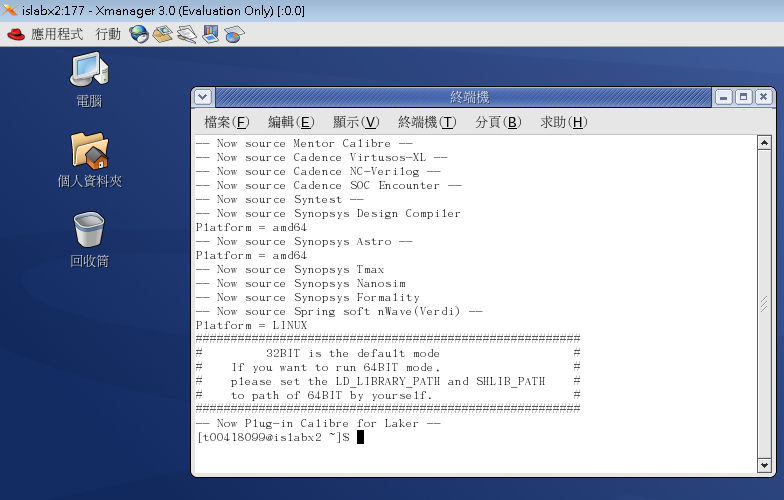 islabx2:177 - Xmanager 3.0 (Evaluation Only) [:0.0]
應用程式 行動
電腦
個人資料夾
回收筒
終端機
檔案(F) 編輯(E) 顯示(V) 終端機(T) 分頁(B) 求助(H)
-- Now source Mentor Calibre --
-- Now source Cadence Virtusos-XL --
-- Now source Cadence NC-Verilog --
-- Now source Cadence SOC Encounter --
-- Now source Syntest --
-- Now source Synopsys Design Compiler
Platform = amd64
-- Now source Synopsys Astro --
Platform = amd64
-- Now source Synopsys Tmax
-- Now source Synopsys Nanosim
-- Now source Synopsys Formality
-- Now source Spring soft nWave(Verdi) --
Platform = LINUX
#######################################################
# 32BIT is the default mode #
# If you want to run 64BIT mode, #
# please set the LD_LIBRARY_PATH and SHLIB_PATH #
# to path of 64BIT by yourself. #
#######################################################
-- Now Plug-in Calibre for Laker --
[t00418099@islabx2 ~]$